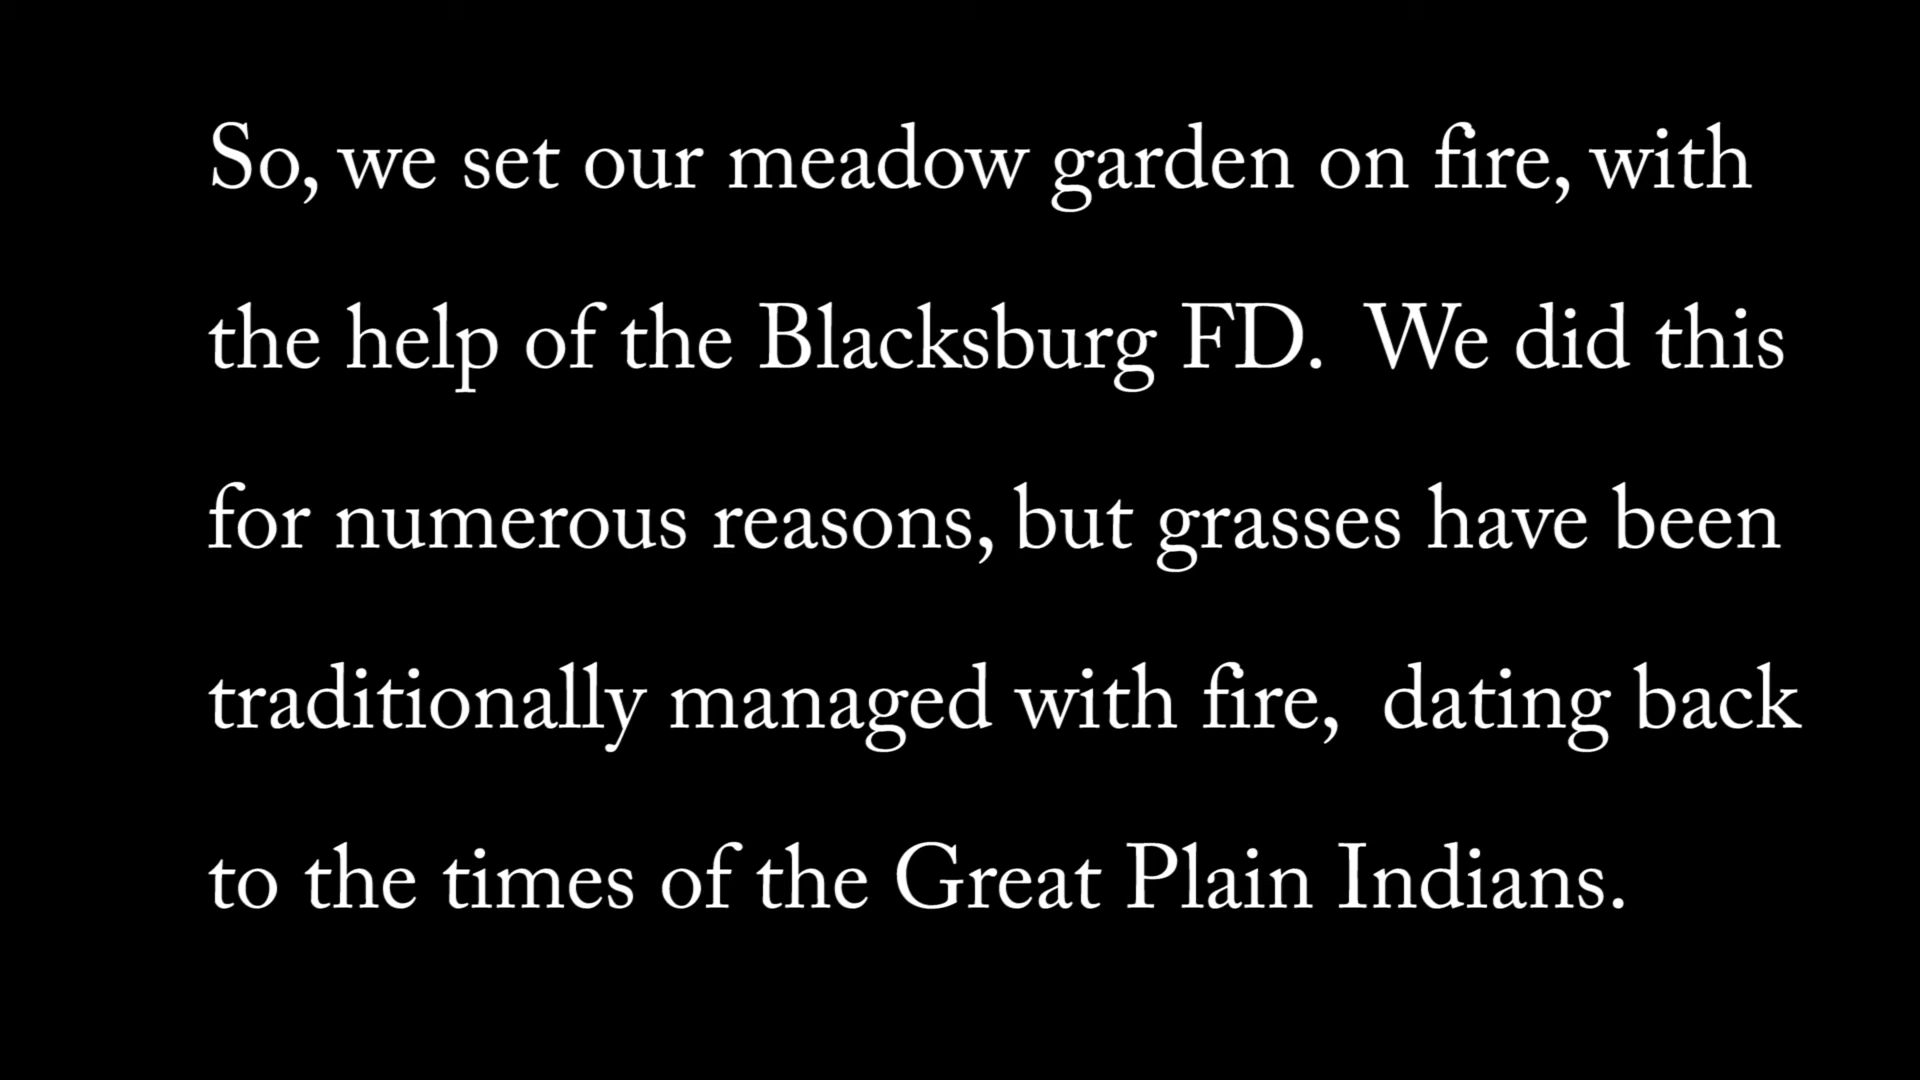 So, we set our meadow garden on fire, with
the help of the Blacksburg FD.  We did this
for numerous reasons, but grasses have been
traditionally managed with fire,  dating back
to the times of the Great Plain Indians.